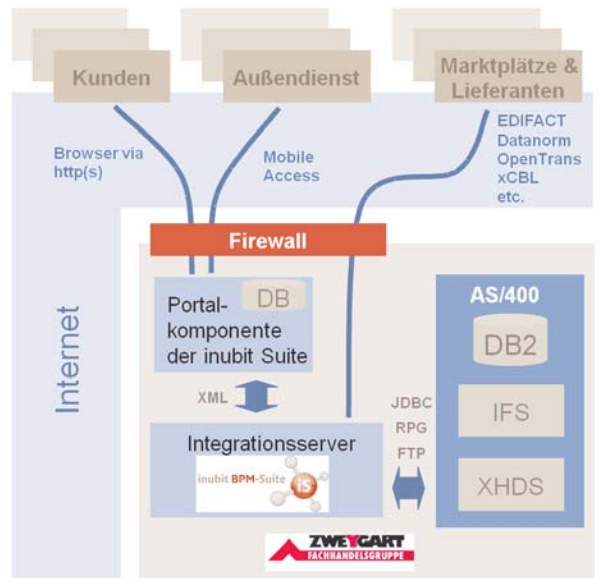 Kunden
Außendienst
Marktplätze &
Lieferanten
Browser via
http(s)
Mobile
Access
EDIFACT
Datanorm
OpenTrans
xCBL
etc.
Internet
Firewall
Portal-
komponente
der inubit Suite
DB
XML
Integrationsserver
inubit BPM-Suite
iS
JDBC
RPG
FTP
AS/400
DB2
IFS
XHDS
ZWEYGART
FACHHANDELSGRUPPE